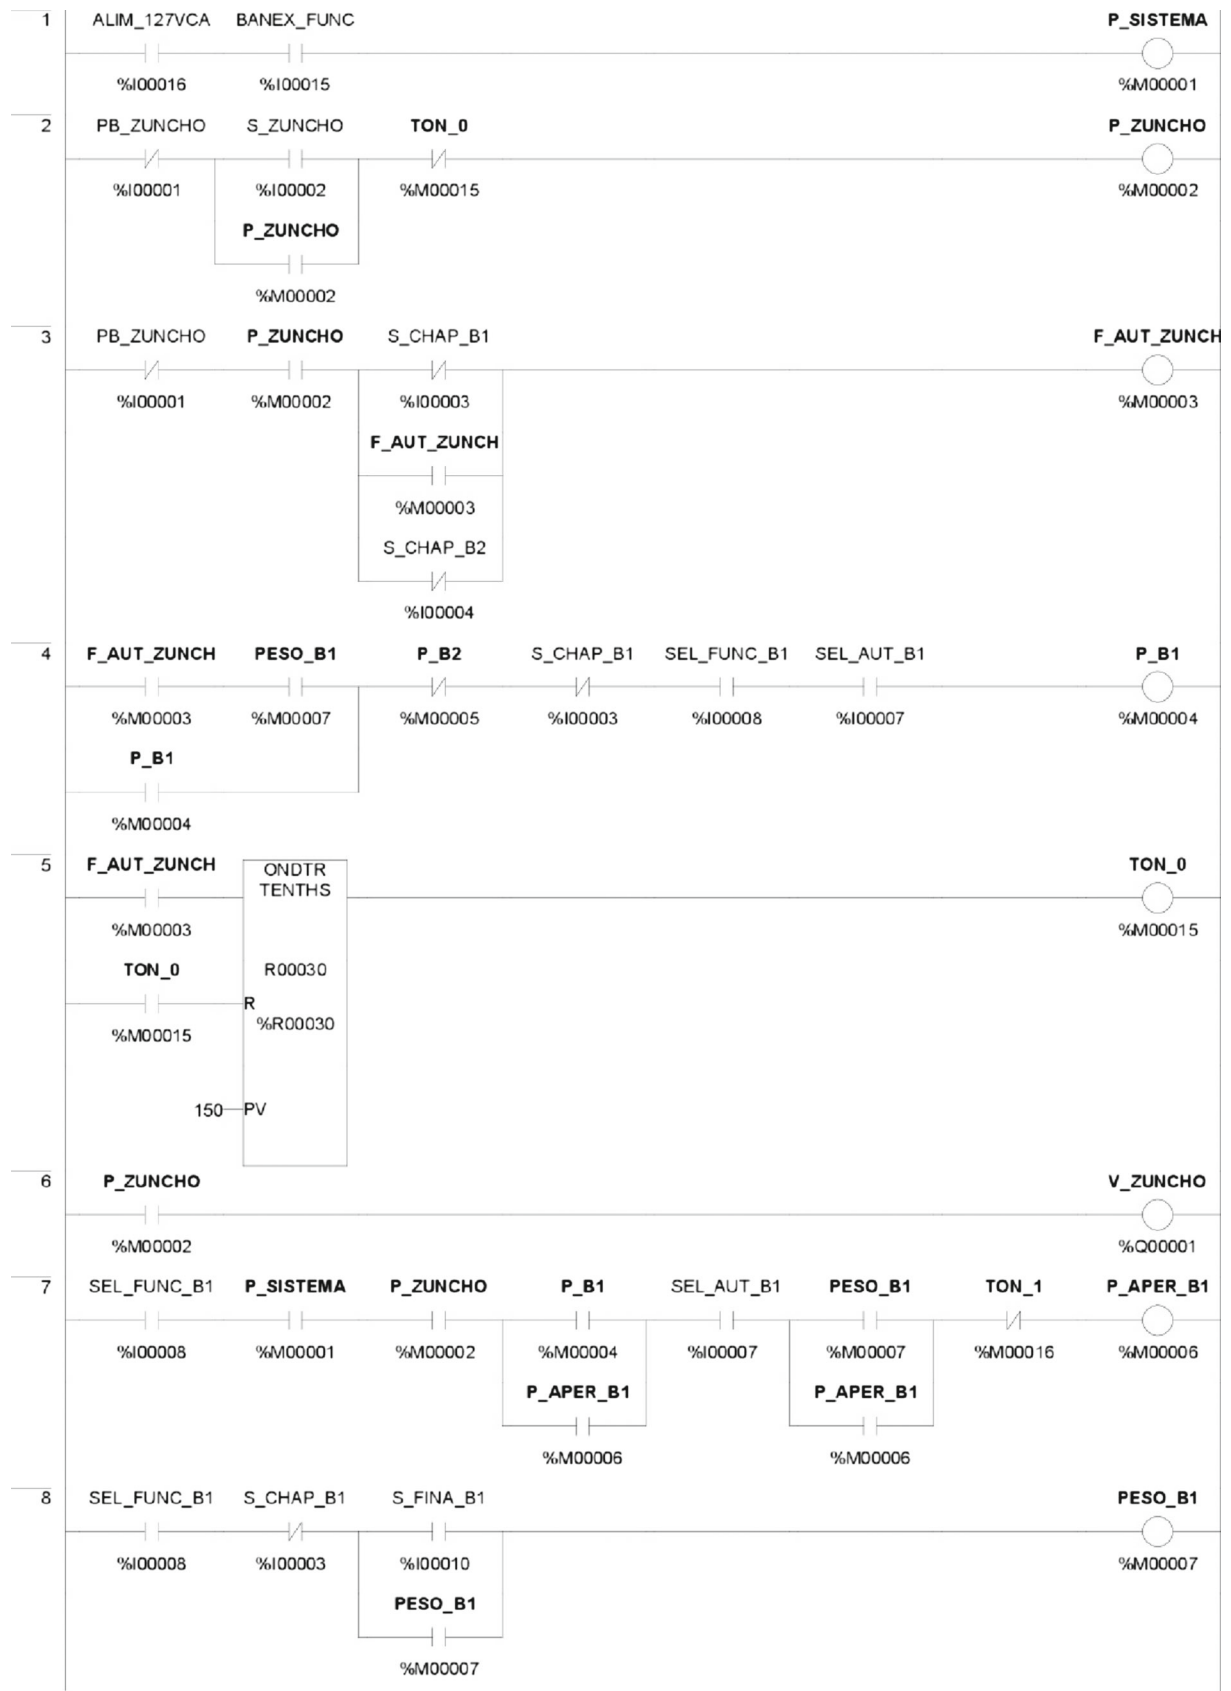 1 ALIM_127VCA BANEX_FUNC P_SISTEMA
%I00016 %I00015 %M00001
2 PB_ZUNCHO S_ZUNCHO TON_0 P_ZUNCHO
%I00001 %I00002 %M00015 %M00002
P_ZUNCHO
%M00002
3 PB_ZUNCHO P_ZUNCHO S_CHAP_B1 F_AUT_ZUNCH
%I00001 %M00002 %I00003 %M00003
F_AUT_ZUNCH
%M00003
S_CHAP_B2
%I00004
4 F_AUT_ZUNCH PESO_B1 P_B2 S_CHAP_B1 SEL_FUNC_B1 SEL_AUT_B1 P_B1
%M00003 %M00007 %M00005 %I00003 %I00008 %I00007 %M00004
P_B1
%M00004
5 F_AUT_ZUNCH ONDTR TON_0
TENTHS
%M00003 %M00015
TON_0 R00030
R
%M00015 %R00030
150 PV
6 P_ZUNCHO V_ZUNCHO
%M00002 %Q00001
7 SEL_FUNC_B1 P_SISTEMA P_ZUNCHO P_B1 SEL_AUT_B1 PESO_B1 TON_1 P_APER_B1
%I00008 %M00001 %M00002 %M00004 %I00007 %M00007 %M00016 %M00006
P_APER_B1 P_APER_B1
%M00006 %M00006
8 SEL_FUNC_B1 S_CHAP_B1 S_FINA_B1 PESO_B1
%I00008 %I00003 %I00010 %M00007
PESO_B1
%M00007